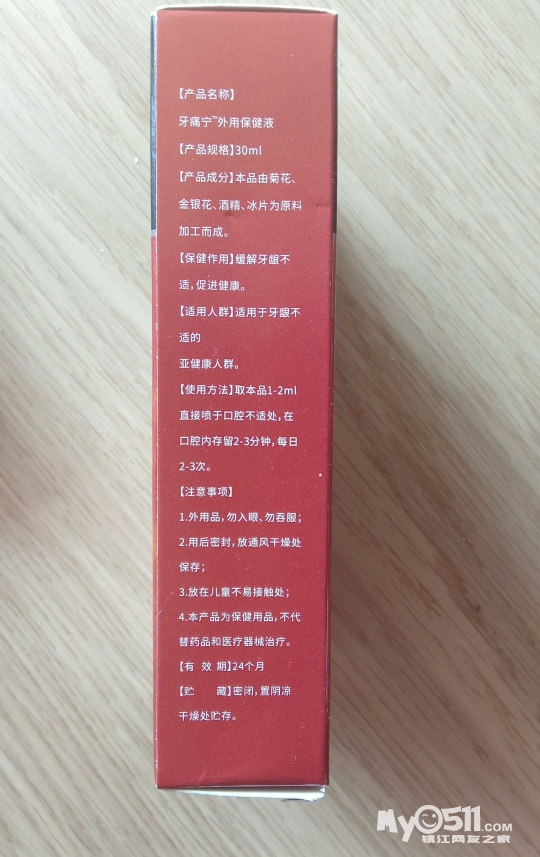 【产品名称】
牙痛宁™外用保健液
【产品规格】30ml
【产品成分】本品由菊花、
金银花、酒精、冰片为原料
加工而成。
【保健作用】缓解牙龈不
适,促进健康。
【适用人群】适用于牙龈不
适的
亚健康人群。
【使用方法】取本品1-2ml
直接喷于口腔不适处,在
口腔内存留2-3分钟,每日
2-3次。
【注意事项】
1.外用品,勿入眼、勿吞服;
2.用后密封,放通风干燥处
保存;
3.放在儿童不易接触处;
4.本产品为保健用品,不代
替药品和医疗器械治疗。
【有 效 期】24个月
【贮 藏】密闭,置阴凉
干燥处贮存。
MY0511.COM
镇江网友之家